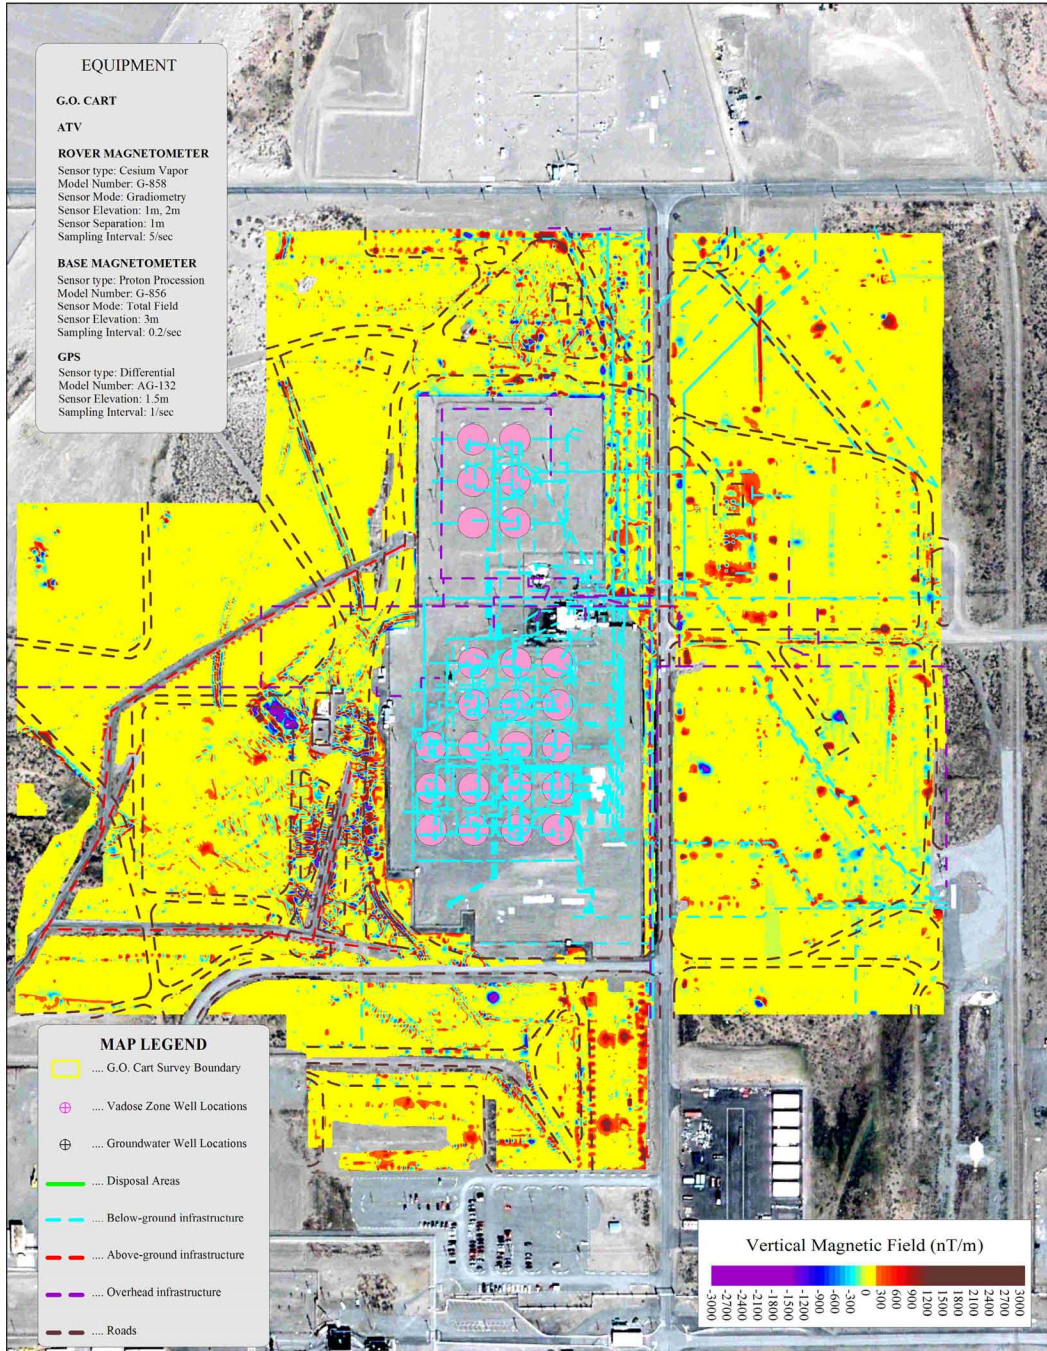 EQUIPMENT
G.O. CART
ATV
ROVER MAGNETOMETER
Sensor type: Cesium Vapor
Model Number: G-858
Sensor Mode: Gradiometry
Sensor Elevation: 1m, 2m
Sensor Separation: 1m
Sampling Interval: 5/sec
BASE MAGNETOMETER
Sensor type: Proton Procession
Model Number: G-856
Sensor Mode: Total Field
Sensor Elevation: 3m
Sampling Interval: 0.2/sec
GPS
Sensor type: Differential
Model Number: AG-132
Sensor Elevation: 1.5m
Sampling Interval: 1/sec
MAP LEGEND
.... G.O. Cart Survey Boundary
.... Vadose Zone Well Locations
.... Groundwater Well Locations
.... Disposal Areas
.... Below-ground infrastructure
.... Above-ground infrastructure
.... Overhead infrastructure
.... Roads
Vertical Magnetic Field (nT/m)
-3000 -2700 -2400 -2100 -1800 -1500 -1200 -900 -600 -300 0 300 600 900 1200 1500 1800 2100 2400 2700 3000